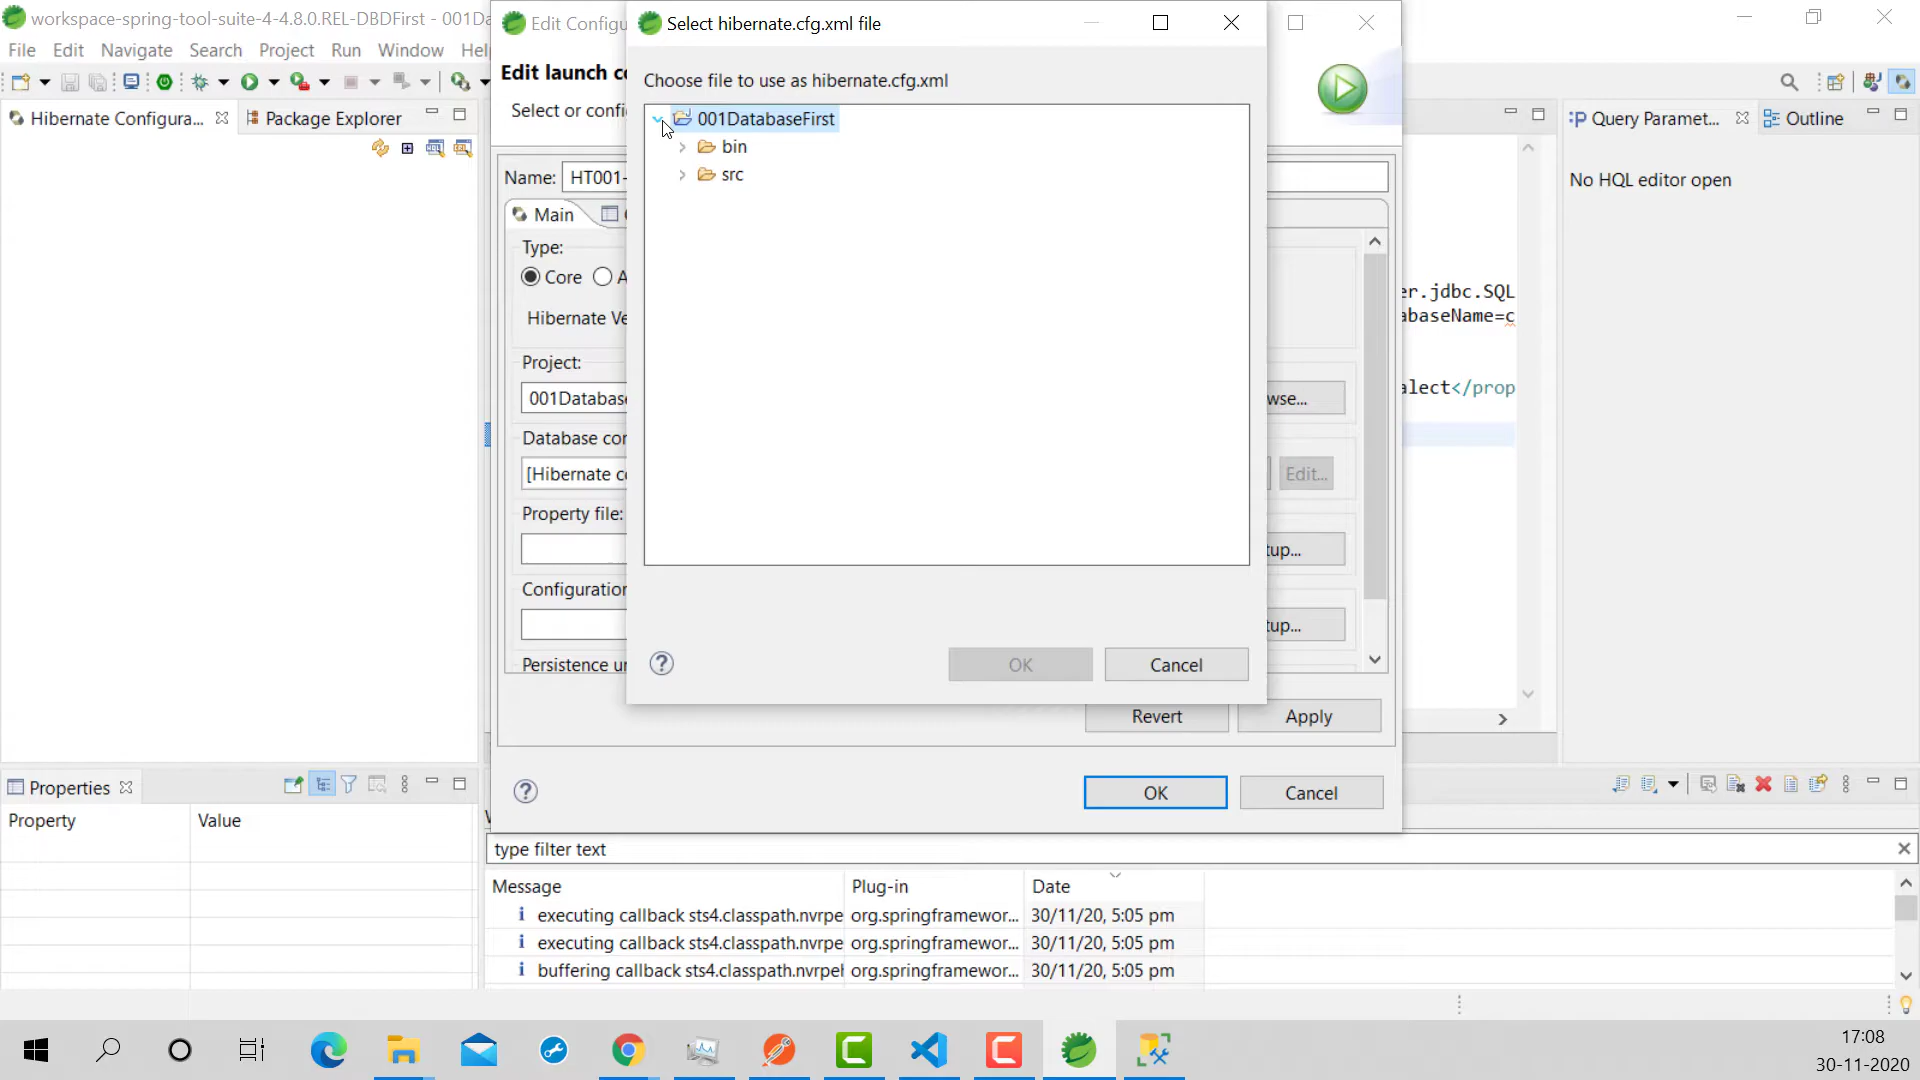 workspace-spring-tool-suite-4-4.8.0.REL-DBDFirst - 001Da
File Edit Navigate Search Project Run Window Hel
Hibernate Configura...
Package Explorer
Edit Configu
Edit launch co
Select or confi
Name: HT001-
Main
Type:
Core
Hibernate Ve
Project:
001Databas
wse...
Database con
[Hibernate co
Edit...
Property file:
tup...
Configuration
tup...
Persistence un
Revert
Apply
OK
Cancel
Select hibernate.cfg.xml file
Choose file to use as hibernate.cfg.xml
001DatabaseFirst
bin
src
OK
Cancel
er.jdbc.SQL
abaseName=c
alect</prop
Query Paramet...
Outline
No HQL editor open
Properties
Property Value
type filter text
Message Plug-in Date
executing callback sts4.classpath.nvrpe org.springframewor... 30/11/20, 5:05 pm
executing callback sts4.classpath.nvrpe org.springframewor... 30/11/20, 5:05 pm
buffering callback sts4.classpath.nvrpel org.springframewor... 30/11/20, 5:05 pm
17:08
30-11-2020